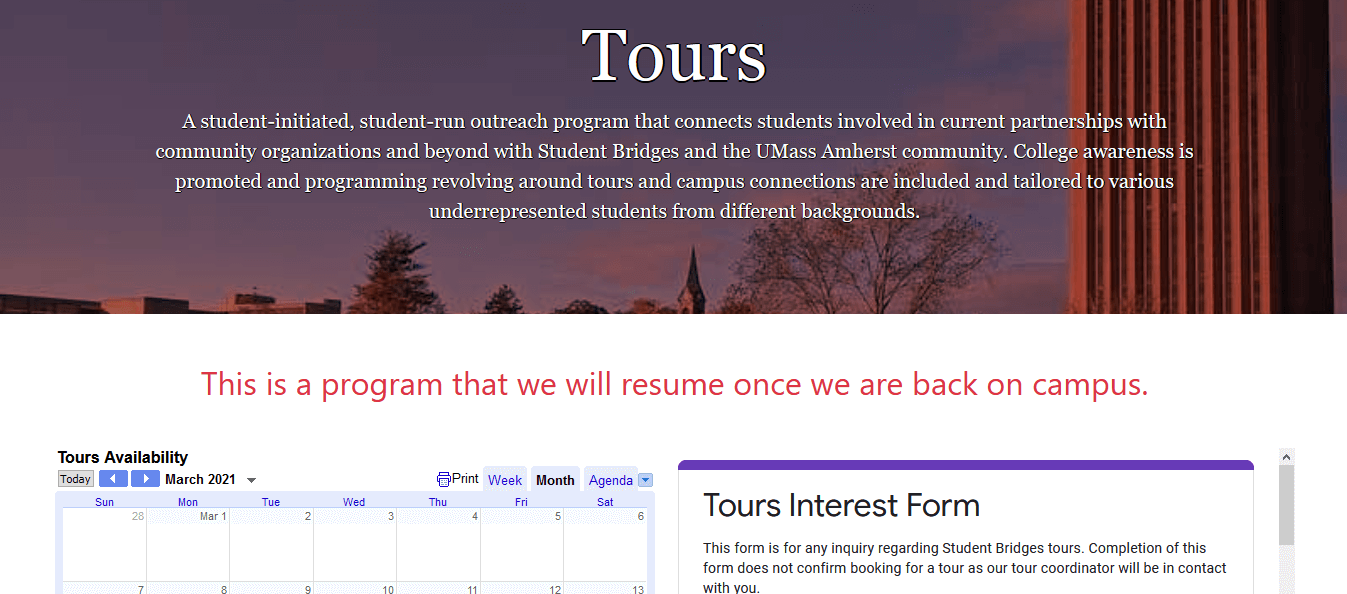 Tours
A student-initiated, student-run outreach program that connects students involved in current partnerships with
community organizations and beyond with Student Bridges and the UMass Amherst community. College awareness is
promoted and programming revolving around tours and campus connections are included and tailored to various
underrepresented students from different backgrounds.
This is a program that we will resume once we are back on campus.
Tours Availability
Today March 2021 Print Week Month Agenda
Sun Mon Tue Wed Thu Fri Sat
28 Mar 1 2 3 4 5 6
7 8 9 10 11 12 13
Tours Interest Form
This form is for any inquiry regarding Student Bridges tours. Completion of this
form does not confirm booking for a tour as our tour coordinator will be in contact
with you.